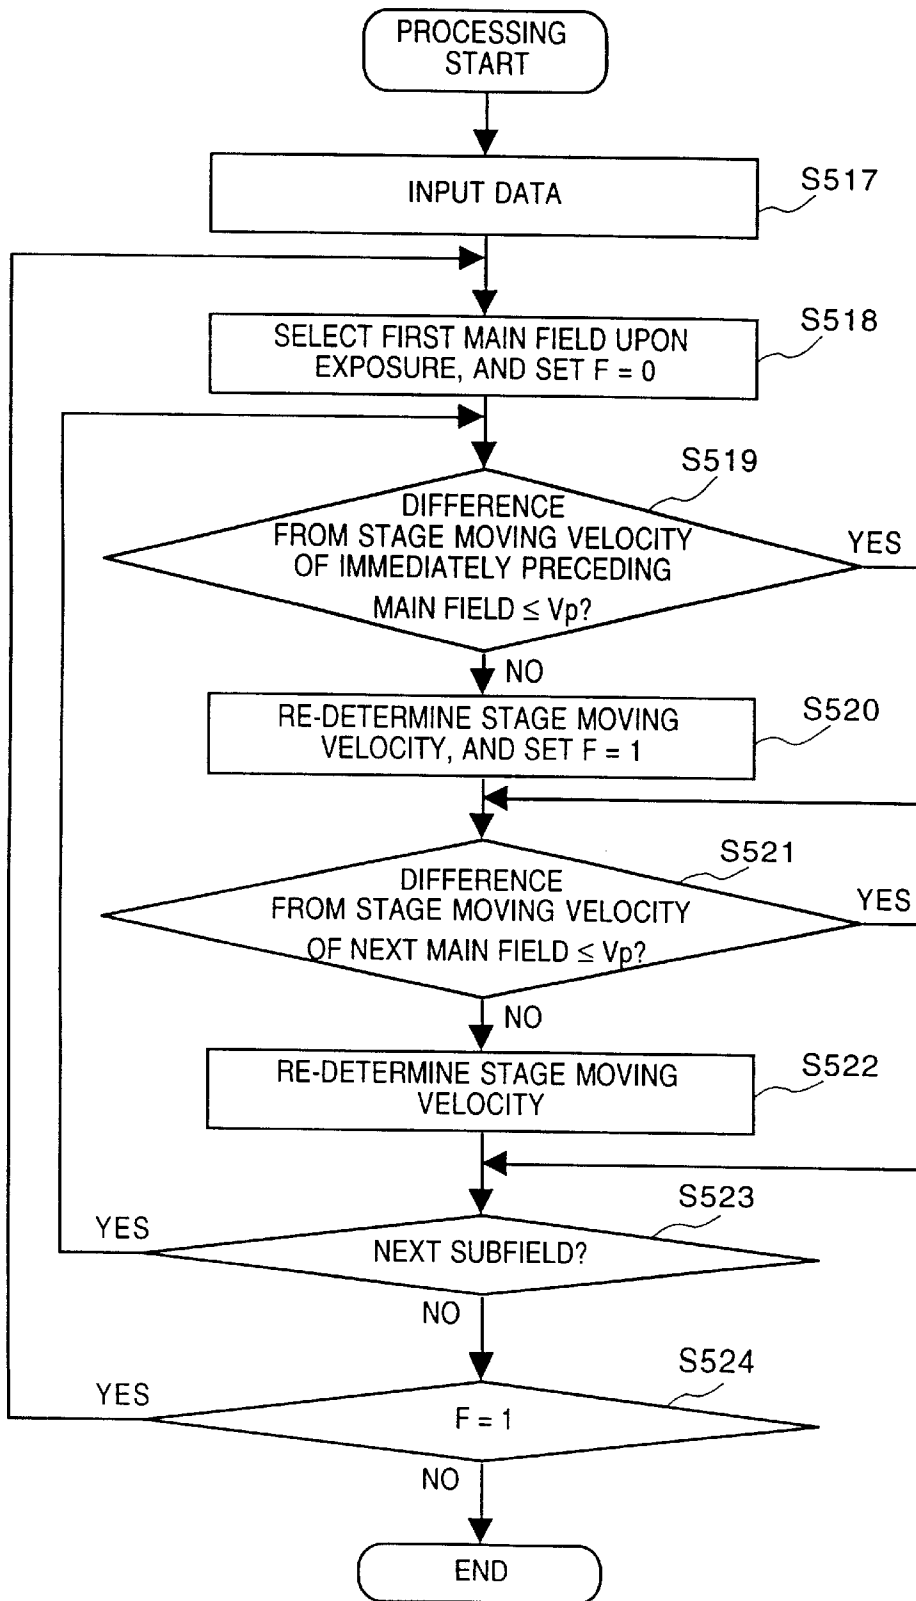 PROCESSING
START
INPUT DATA
S517
SELECT FIRST MAIN FIELD UPON
EXPOSURE, AND SET F = 0
S518
S519
DIFFERENCE
FROM STAGE MOVING VELOCITY
OF IMMEDIATELY PRECEDING
MAIN FIELD ≤ Vp?
YES
NO
RE-DETERMINE STAGE MOVING
VELOCITY, AND SET F = 1
S520
S521
DIFFERENCE
FROM STAGE MOVING VELOCITY
OF NEXT MAIN FIELD ≤ Vp?
YES
NO
RE-DETERMINE STAGE MOVING
VELOCITY
S522
S523
YES
NEXT SUBFIELD?
NO
S524
YES
F = 1
NO
END